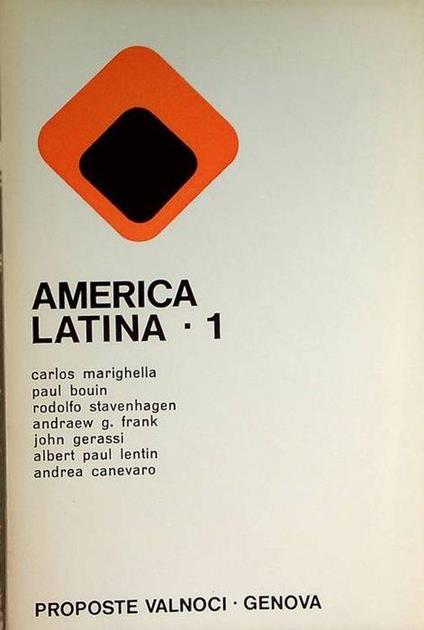 AMERICA
LATINA · 1
carlos marighella
paul bouin
rodolfo stavenhagen
andraew g. frank
john gerassi
albert paul lentin
andrea canevaro
PROPOSTE VALNOCI · GENOVA